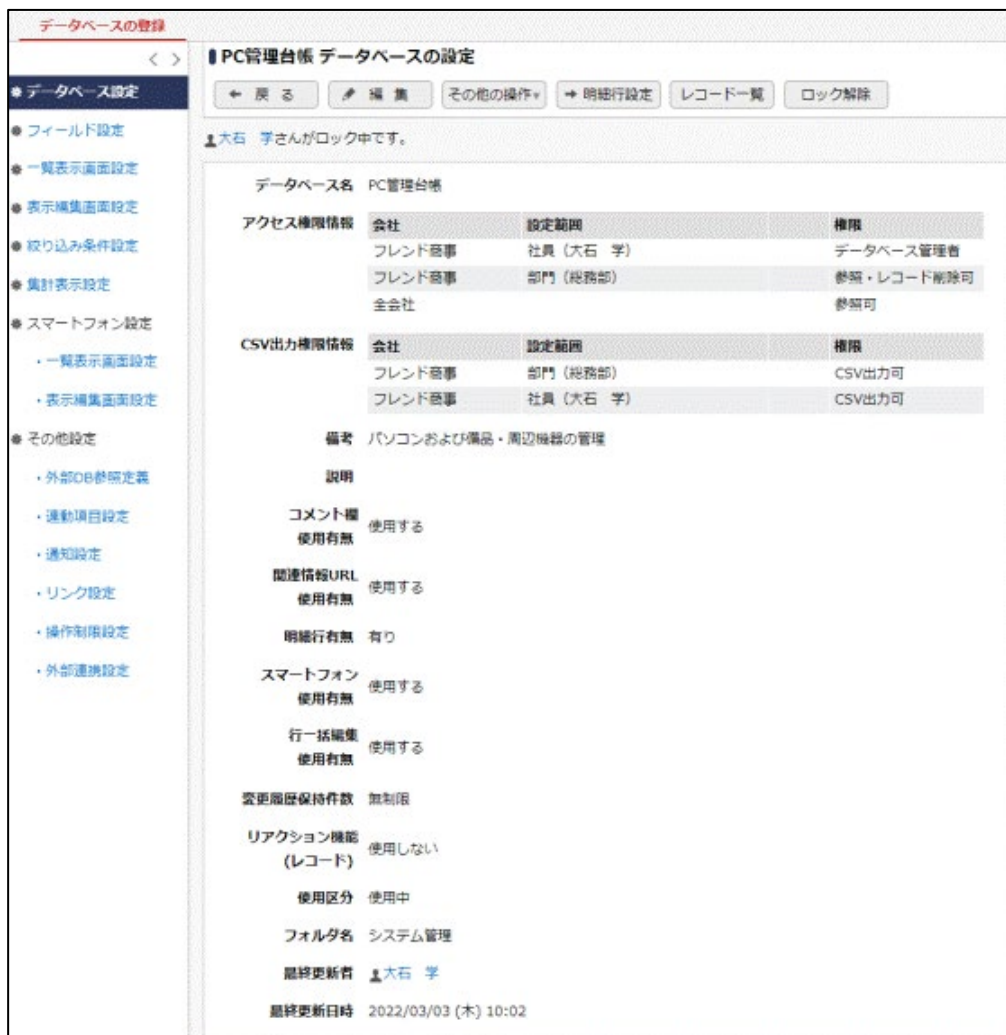 データベースの登録
< >
データベース設定
フィールド設定
一覧表示画面設定
表示編集画面設定
絞り込み条件設定
集計表示設定
スマートフォン設定
・一覧表示画面設定
・表示編集画面設定
その他設定
・外部DB参照定義
・連動項目設定
・通知設定
・リンク設定
・操作制限設定
・外部連携設定
PC管理台帳 データベースの設定
← 戻 る 編 集 その他の操作▼ → 明細行設定 レコード一覧 ロック解除
大石 学さんがロック中です。
データベース名 PC管理台帳
アクセス権限情報 会社 設定範囲 権限
フレンド商事 社員（大石 学） データベース管理者
フレンド商事 部門（総務部） 参照・レコード削除可
全会社 参照可
CSV出力権限情報 会社 設定範囲 権限
フレンド商事 部門（総務部） CSV出力可
フレンド商事 社員（大石 学） CSV出力可
備考 パソコンおよび備品・周辺機器の管理
説明
コメント欄
使用有無 使用する
関連情報URL
使用有無 使用する
明細行有無 有り
スマートフォン
使用有無 使用する
行一括編集
使用有無 使用する
変更履歴保持件数 無制限
リアクション機能
(レコード) 使用しない
使用区分 使用中
フォルダ名 システム管理
最終更新者 大石 学
最終更新日時 2022/03/03 (木) 10:02